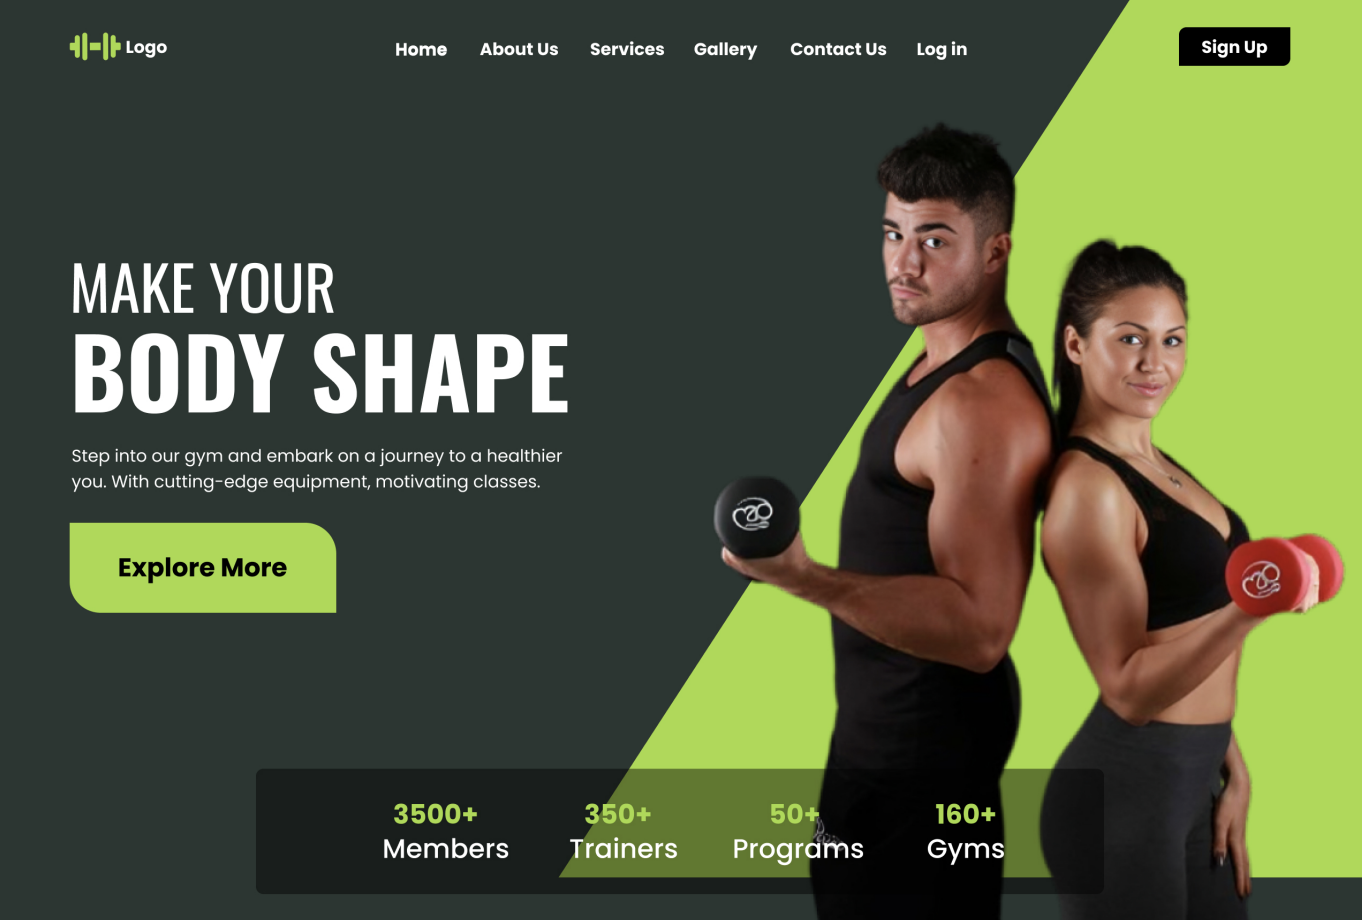 Logo
Home About Us Services Gallery Contact Us Log in
Sign Up
MAKE YOUR
BODY SHAPE
Step into our gym and embark on a journey to a healthier
you. With cutting-edge equipment, motivating classes.
Explore More
3500+
Members
350+
Trainers
50+
Programs
160+
Gyms